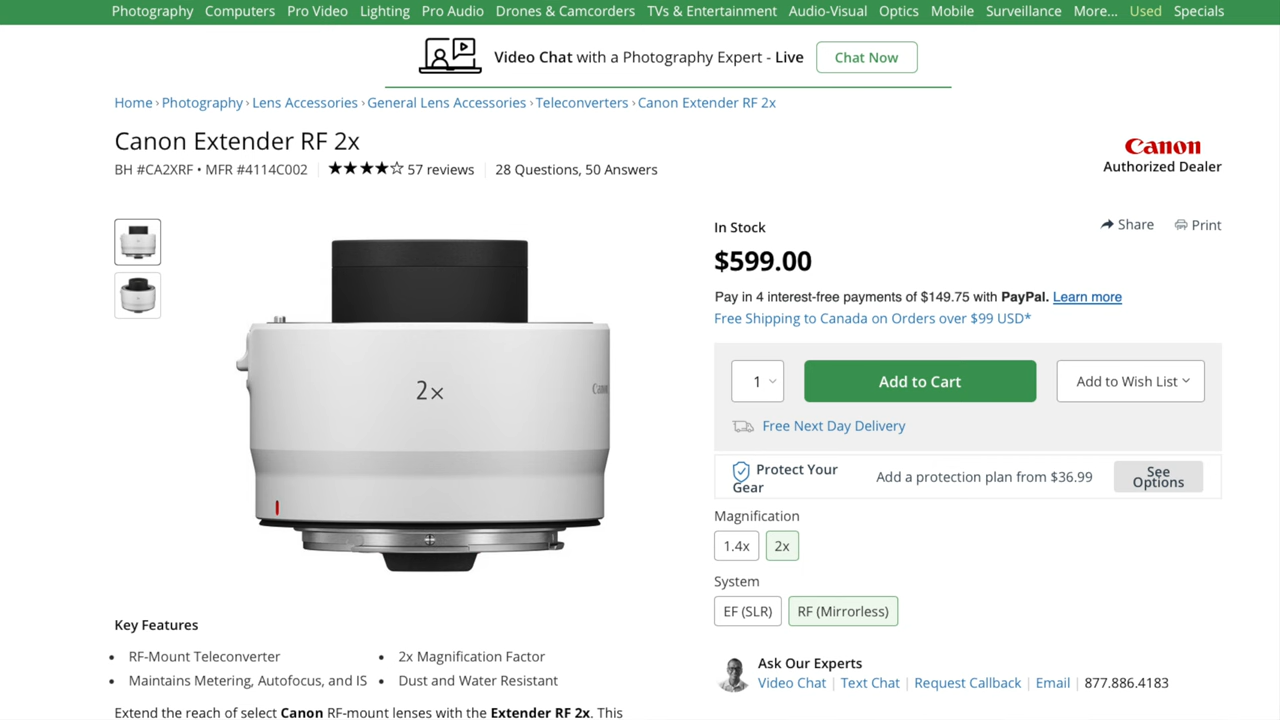 Photography Computers Pro Video Lighting Pro Audio Drones & Camcorders TVs & Entertainment Audio-Visual Optics Mobile Surveillance More... Used Specials
Video Chat with a Photography Expert - Live
Chat Now
Home › Photography › Lens Accessories › General Lens Accessories › Teleconverters › Canon Extender RF 2x
Canon Extender RF 2x
BH #CA2XRF • MFR #4114C002
57 reviews
28 Questions, 50 Answers
Canon
Authorized Dealer
2x
In Stock
Share
Print
$599.00
Pay in 4 interest-free payments of $149.75 with PayPal. Learn more
Free Shipping to Canada on Orders over $99 USD*
1
Add to Cart
Add to Wish List
Free Next Day Delivery
Protect Your
Gear
Add a protection plan from $36.99
See
Options
Magnification
1.4x
2x
System
EF (SLR)
RF (Mirrorless)
Ask Our Experts
Video Chat | Text Chat | Request Callback | Email | 877.886.4183
Key Features
• RF-Mount Teleconverter
• 2x Magnification Factor
• Maintains Metering, Autofocus, and IS
• Dust and Water Resistant
Extend the reach of select Canon RF-mount lenses with the Extender RF 2x. This